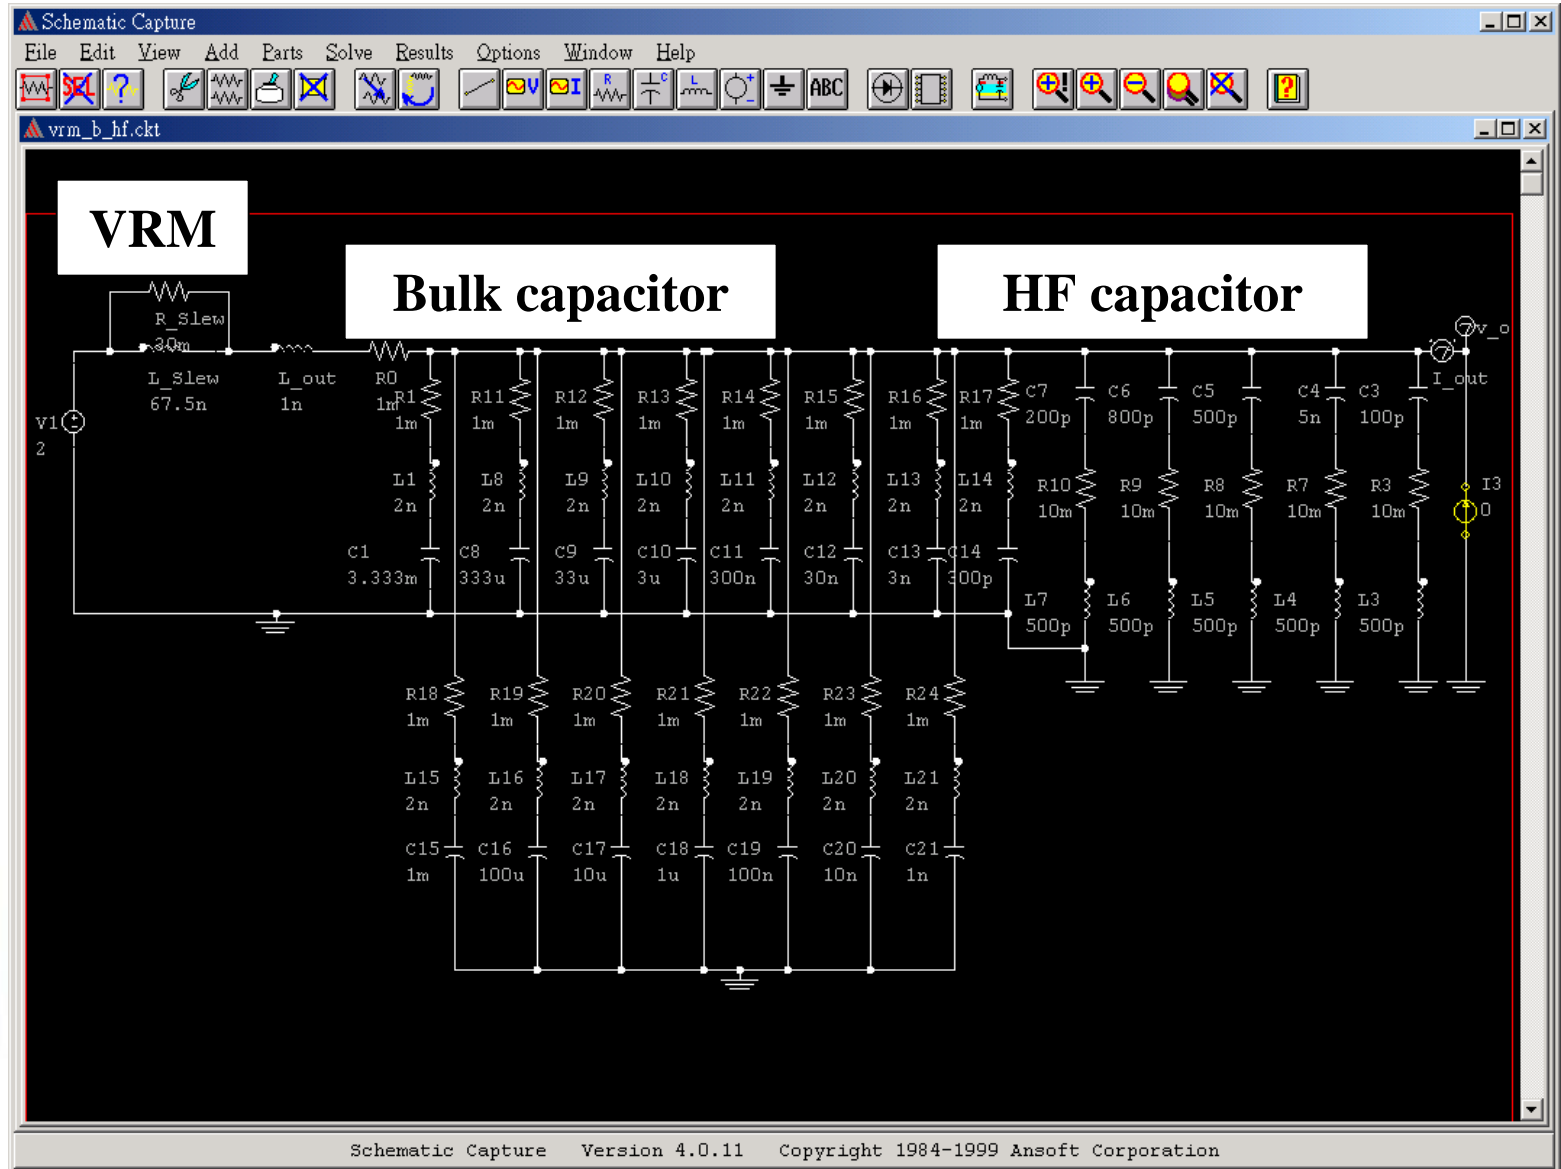 Schematic Capture
File Edit View Add Parts Solve Results Options Window Help
SEL ? V I R C L ABC ! ?
vrm_b_hf.ckt
VRM
Bulk capacitor
HF capacitor
R_Slew
30m
L_Slew
67.5n
L_out
1n
R0
1m
V1
2
v_o
I_out
R1
1m
R11
1m
R12
1m
R13
1m
R14
1m
R15
1m
R16
1m
R17
1m
C7
200p
C6
800p
C5
500p
C4
5n
C3
100p
L1
2n
L8
2n
L9
2n
L10
2n
L11
2n
L12
2n
L13
2n
L14
2n
R10
10m
R9
10m
R8
10m
R7
10m
R3
10m
I3
0
C1
3.333m
C8
333u
C9
33u
C10
3u
C11
300n
C12
30n
C13
3n
C14
300p
L7
500p
L6
500p
L5
500p
L4
500p
L3
500p
R18
1m
R19
1m
R20
1m
R21
1m
R22
1m
R23
1m
R24
1m
L15
2n
L16
2n
L17
2n
L18
2n
L19
2n
L20
2n
L21
2n
C15
1m
C16
100u
C17
10u
C18
1u
C19
100n
C20
10n
C21
1n
Schematic Capture Version 4.0.11 Copyright 1984-1999 Ansoft Corporation